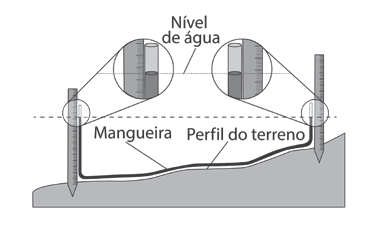 Nível
de água
Mangueira
Perfil do terreno